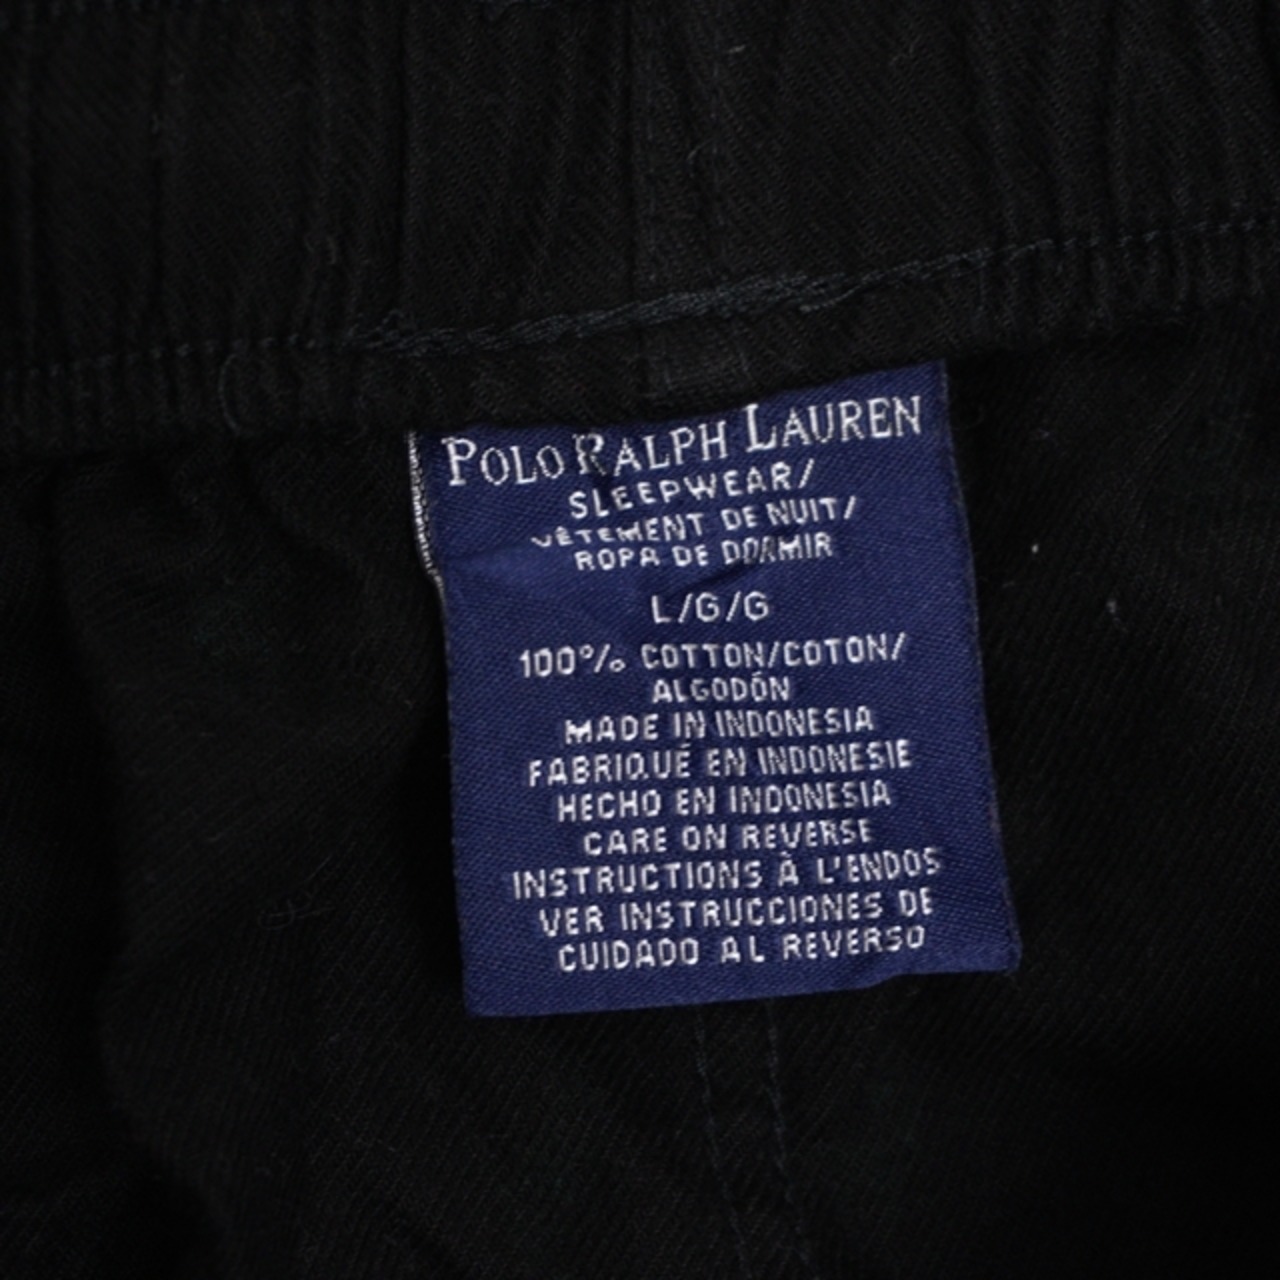 POLO RALPH LAUREN
SLEEPWEAR/
VÊTEMENT DE NUIT/
ROPA DE DORMIR
L/G/G
100% COTTON/COTON/
ALGODÓN
MADE IN INDONESIA
FABRIQUÉ EN INDONESIE
HECHO EN INDONESIA
CARE ON REVERSE
INSTRUCTIONS À L'ENDOS
VER INSTRUCCIONES DE
CUIDADO AL REVERSO